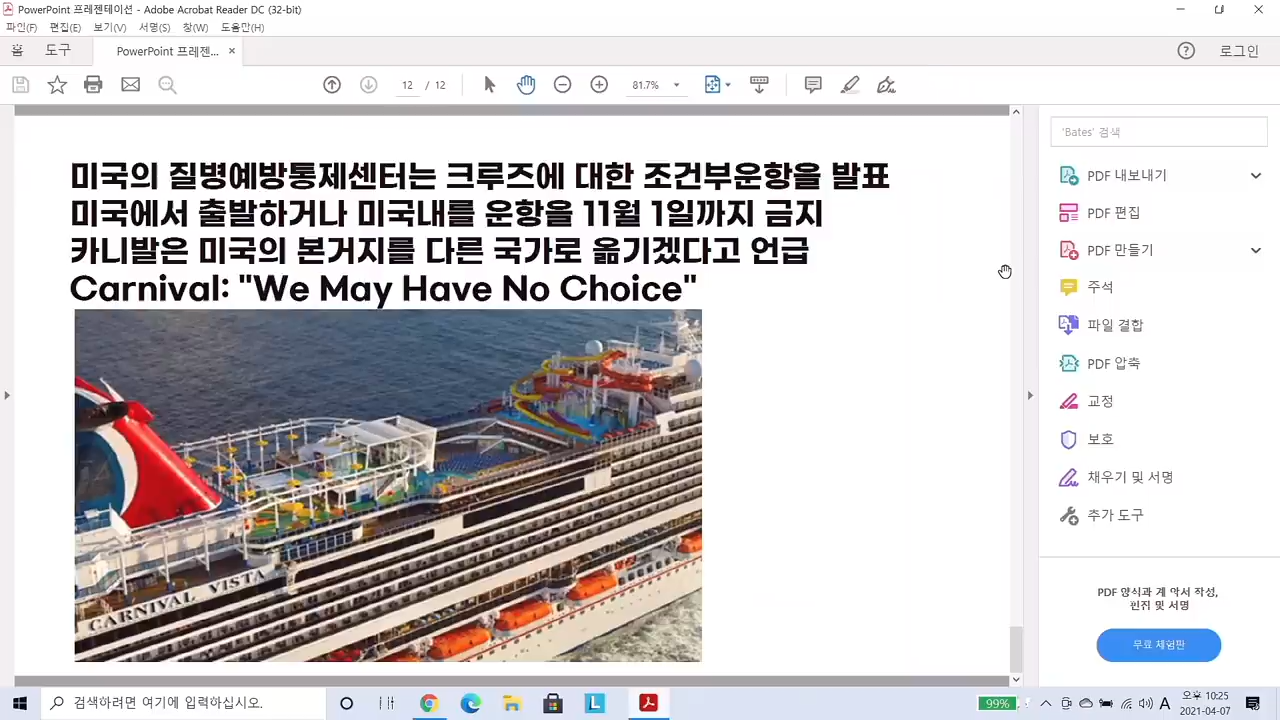 PowerPoint 프레젠테이션 - Adobe Acrobat Reader DC (32-bit)
파일(F) 편집(E) 보기(V) 서명(S) 창(W) 도움말(H)
홈 도구 PowerPoint 프레젠... ×
로그인
12 / 12 81.7%
미국의 질병예방통제센터는 크루즈에 대한 조건부운항을 발표
미국에서 출발하거나 미국내를 운항을 11월 1일까지 금지
카니발은 미국의 본거지를 다른 국가로 옮기겠다고 언급
Carnival: "We May Have No Choice"
CARNIVAL VISTA
'Bates' 검색
PDF 내보내기
PDF 편집
PDF 만들기
주석
파일 결합
PDF 압축
교정
보호
채우기 및 서명
추가 도구
PDF 양식과 계 약서 작성,
편집 및 서명
무료 체험판
검색하려면 여기에 입력하십시오.
99%
A
오후 10:25
2021-04-07